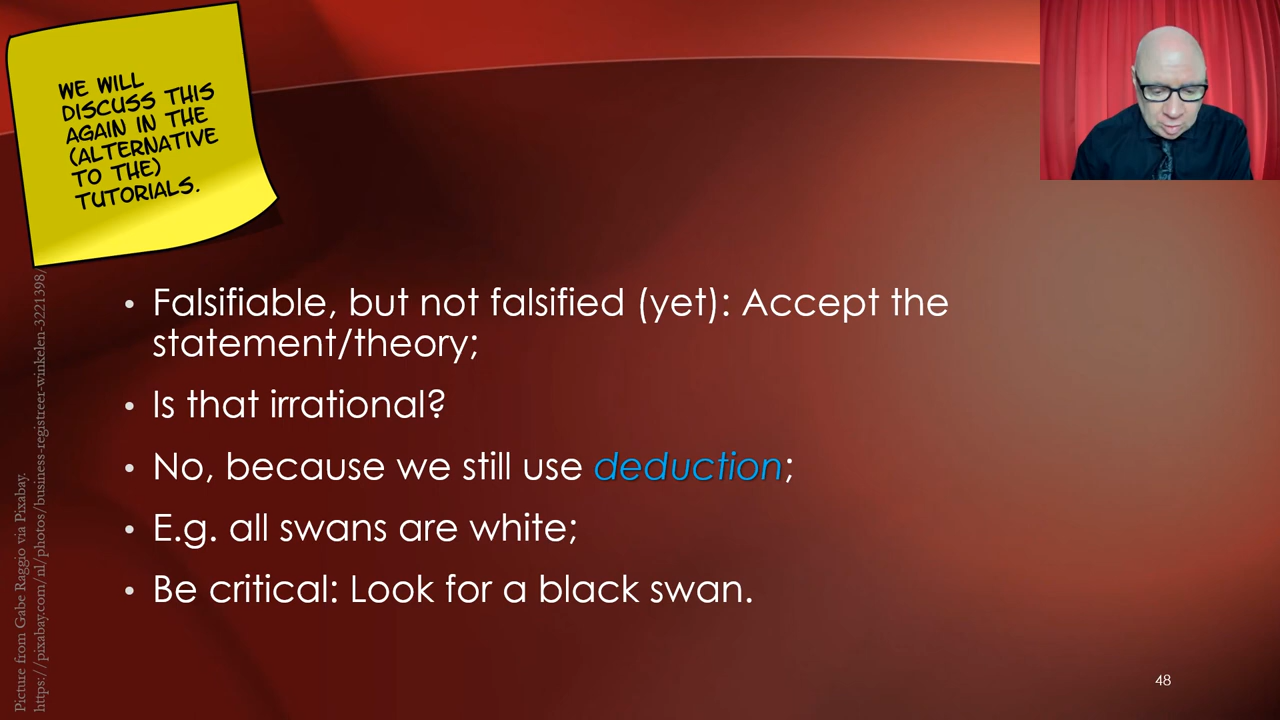 WE WILL
DISCUSS THIS
AGAIN IN THE
(ALTERNATIVE
TO THE)
TUTORIALS.
Picture from Gabe Raggio via Pixabay.
https://pixabay.com/nl/photos/business-registreer-winkelen-3221398/
• Falsifiable, but not falsified (yet): Accept the
statement/theory;
• Is that irrational?
• No, because we still use deduction;
• E.g. all swans are white;
• Be critical: Look for a black swan.
48